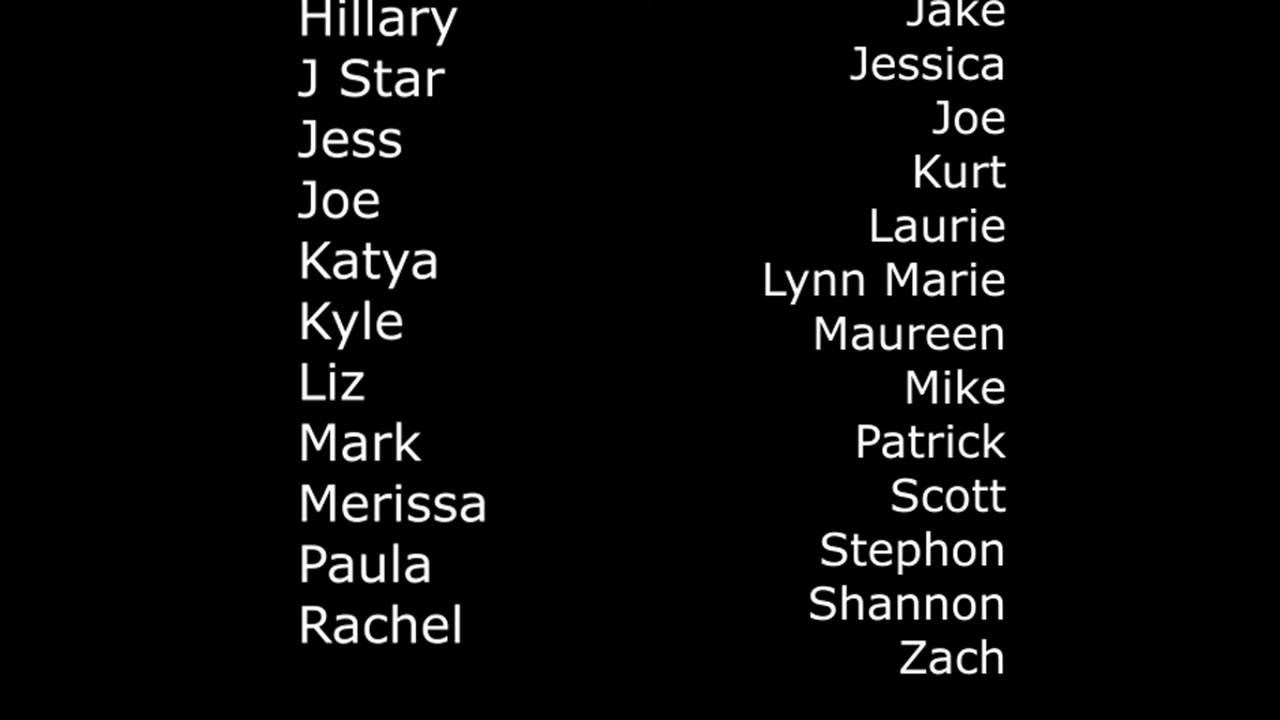 Hillary
J Star
Jess
Joe
Katya
Kyle
Liz
Mark
Merissa
Paula
Rachel
Jake
Jessica
Joe
Kurt
Laurie
Lynn Marie
Maureen
Mike
Patrick
Scott
Stephon
Shannon
Zach